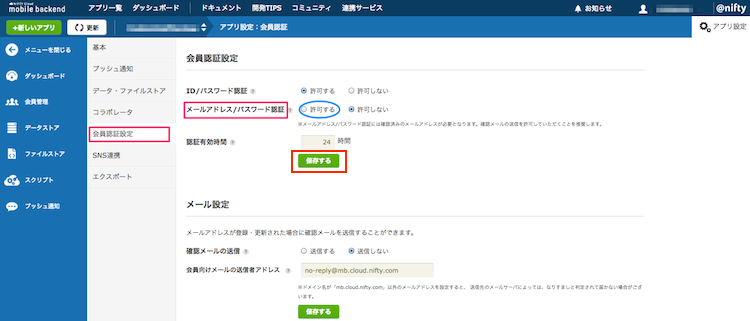 NIFTY Cloud
mobile backend
アプリ一覧 ダッシュボード ドキュメント 開発TIPS コミュニティ 連携サービス
お知らせ
@nifty
+新しいアプリ
更新
アプリ設定：会員認証
アプリ設定
メニューを閉じる
ダッシュボード
会員管理
データストア
ファイルストア
スクリプト
プッシュ通知
基本
プッシュ通知
データ・ファイルストア
コラボレータ
会員認証設定
SNS連携
エクスポート
会員認証設定
ID/パスワード認証 許可する 許可しない
メールアドレス/パスワード認証 許可する 許可しない
※メールアドレス/パスワード認証には確認済みのメールアドレスが必要となります。確認メールの送信を許可していただくことを推奨します。
認証有効時間 24 時間
保存する
メール設定
メールアドレスが登録・更新された場合に確認メールを送信することができます。
確認メールの送信 送信する 送信しない
会員向けメールの送信者アドレス no-reply@mb.cloud.nifty.com
※ドメイン名が「mb.cloud.nifty.com」以外のメールアドレスを設定すると、 送信先のメールサーバによっては、なりすましと判定されて届かない場合がござ
います。
保存する